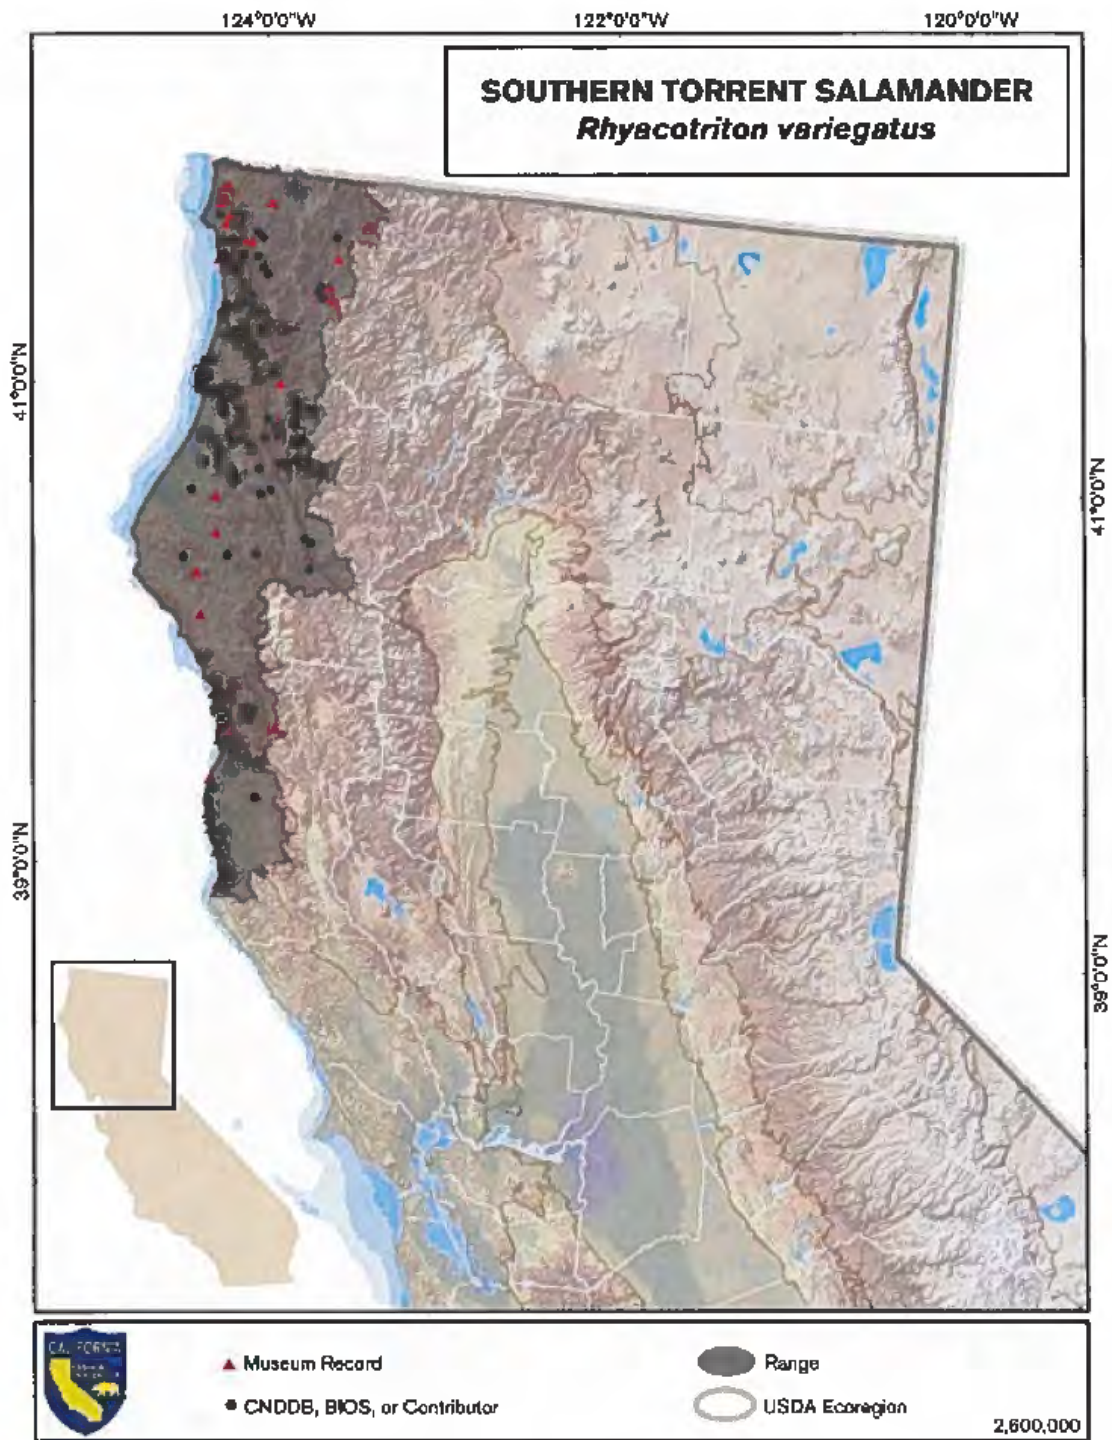 124°0'0"W
122°0'0"W
120°0'0"W
SOUTHERN TORRENT SALAMANDER
Rhyacotriton variegatus
41°0'0"N
41°0'0"N
39°0'0"N
39°0'0"N
CALIFORNIA
Museum Record
Range
CNDDB, BIOS, or Contributor
USDA Ecoregion
2,600,000